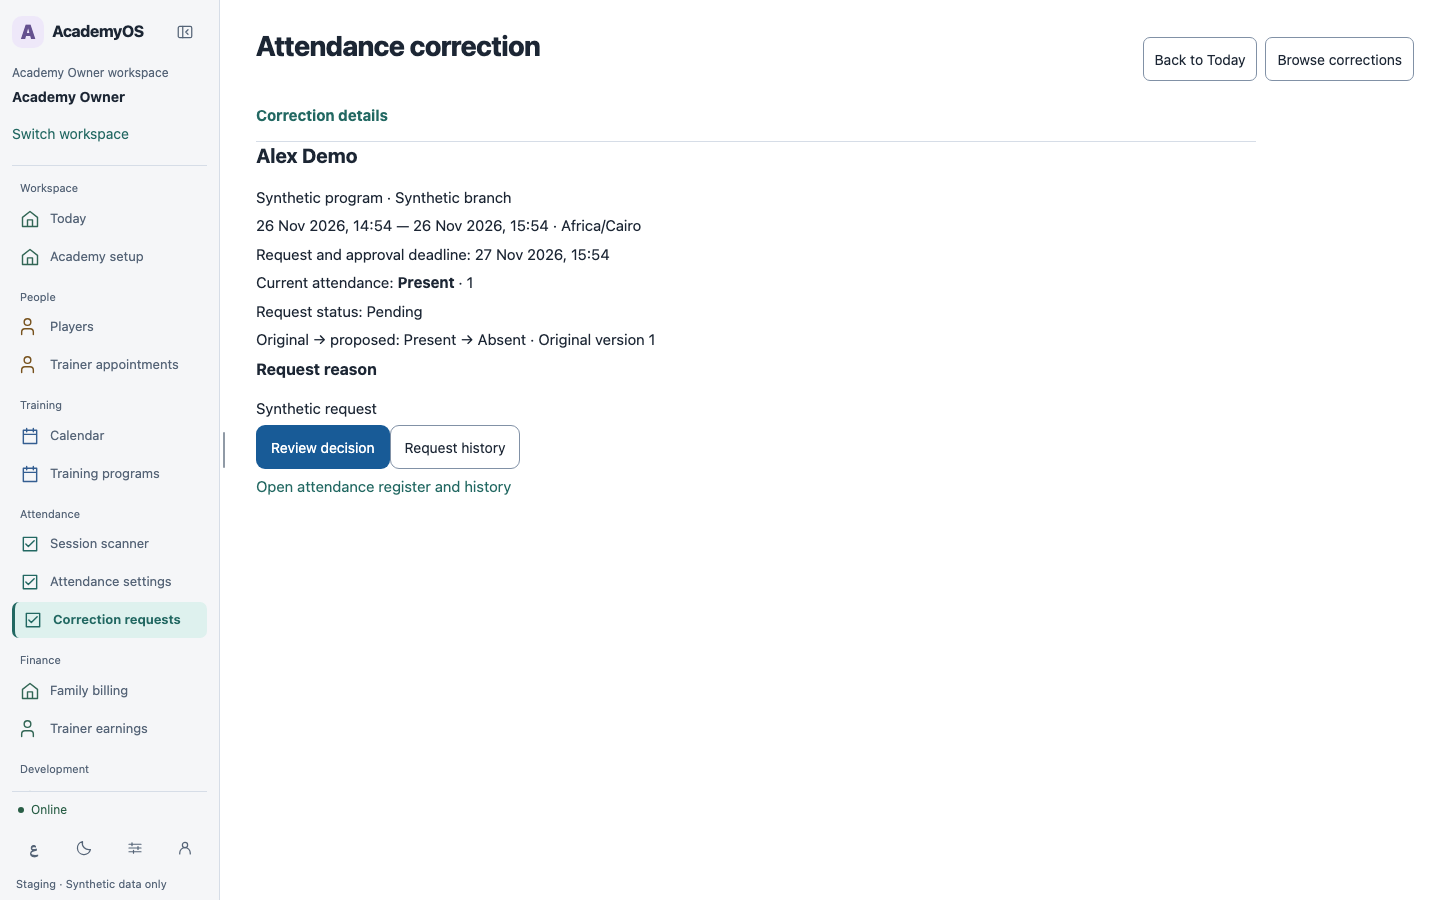 A AcademyOS
Academy Owner workspace
Academy Owner
Switch workspace
Workspace
Today
Academy setup
People
Players
Trainer appointments
Training
Calendar
Training programs
Attendance
Session scanner
Attendance settings
Correction requests
Finance
Family billing
Trainer earnings
Development
Online
ع
Staging · Synthetic data only
Attendance correction
Back to Today
Browse corrections
Correction details
Alex Demo
Synthetic program · Synthetic branch
26 Nov 2026, 14:54 — 26 Nov 2026, 15:54 · Africa/Cairo
Request and approval deadline: 27 Nov 2026, 15:54
Current attendance: Present · 1
Request status: Pending
Original → proposed: Present → Absent · Original version 1
Request reason
Synthetic request
Review decision
Request history
Open attendance register and history